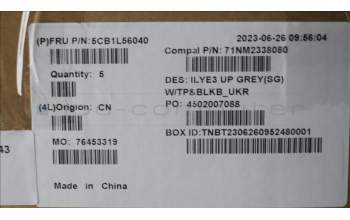 (P)FRU P/N:5CB1L56040
2023-06-26 09:56:04
Compal P/N: 71NM2338060
Quantity: 5
DES: ILYE3 UP GREY(SG)
W/TP&BLKB_UKR
(4L)Origion: CN
PO: 4502007088
BOX ID:TNBT2306260952480001
MO: 76453319
43
Made in China